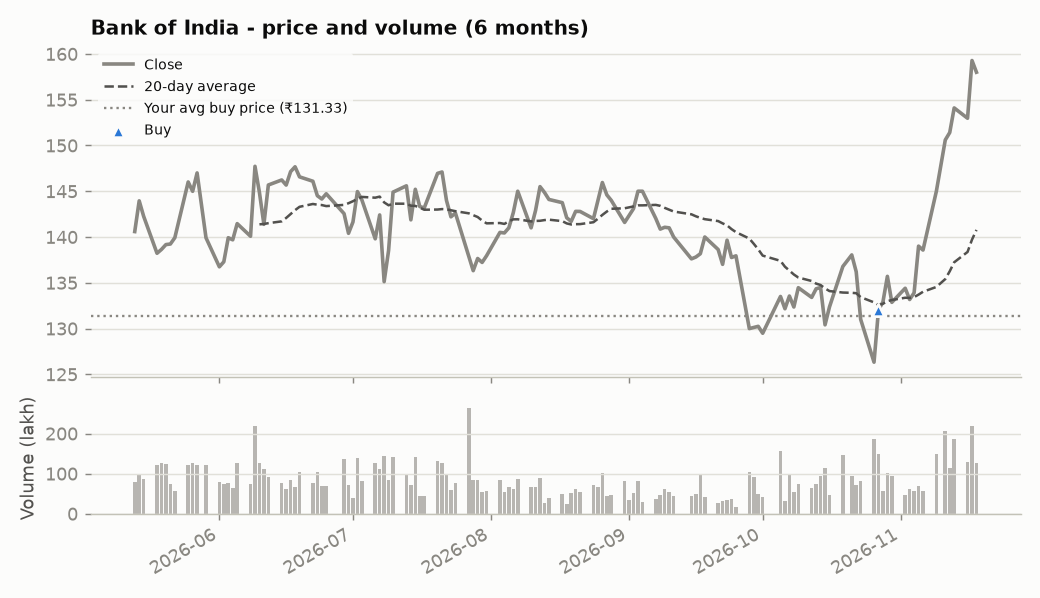 Bank of India - price and volume (6 months)
Close
20-day average
Your avg buy price (₹131.33)
Buy
160
155
150
145
140
135
130
125
Volume (lakh)
200
100
0
2026-06
2026-07
2026-08
2026-09
2026-10
2026-11